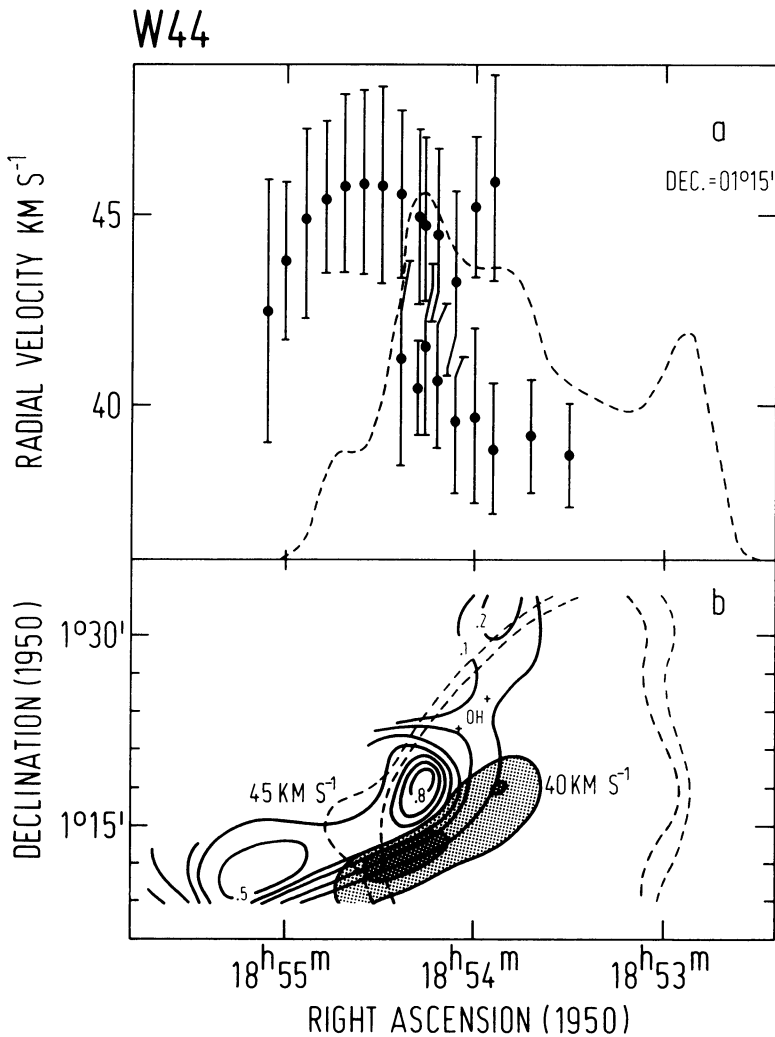 W44
a
DEC.=01°15'
RADIAL VELOCITY KM S⁻¹
45
40
b
DECLINATION (1950)
1°30'
1°15'
.2
.1
OH
45 KM S⁻¹
40 KM S⁻¹
.8
.5
18ʰ55ᵐ
18ʰ54ᵐ
18ʰ53ᵐ
RIGHT ASCENSION (1950)